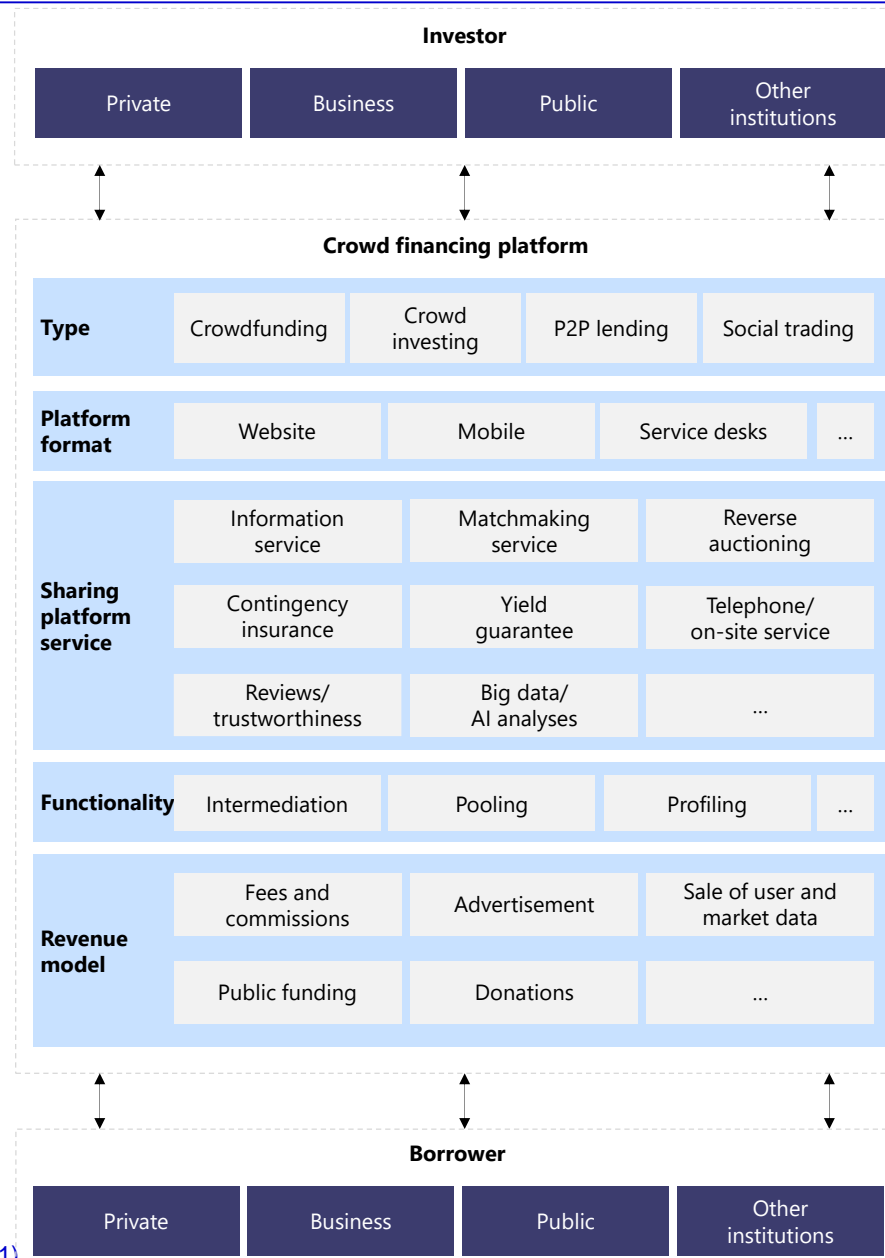 Investor
Private
Business
Public
Other
institutions
Crowd financing platform
Type
Crowdfunding
Crowd
investing
P2P lending
Social trading
Platform
format
Website
Mobile
Service desks
...
Sharing
platform
service
Information
service
Matchmaking
service
Reverse
auctioning
Contingency
insurance
Yield
guarantee
Telephone/
on-site service
Reviews/
trustworthiness
Big data/
AI analyses
...
Functionality
Intermediation
Pooling
Profiling
...
Revenue
model
Fees and
commissions
Advertisement
Sale of user and
market data
Public funding
Donations
...
Borrower
Private
Business
Public
Other
institutions
1)